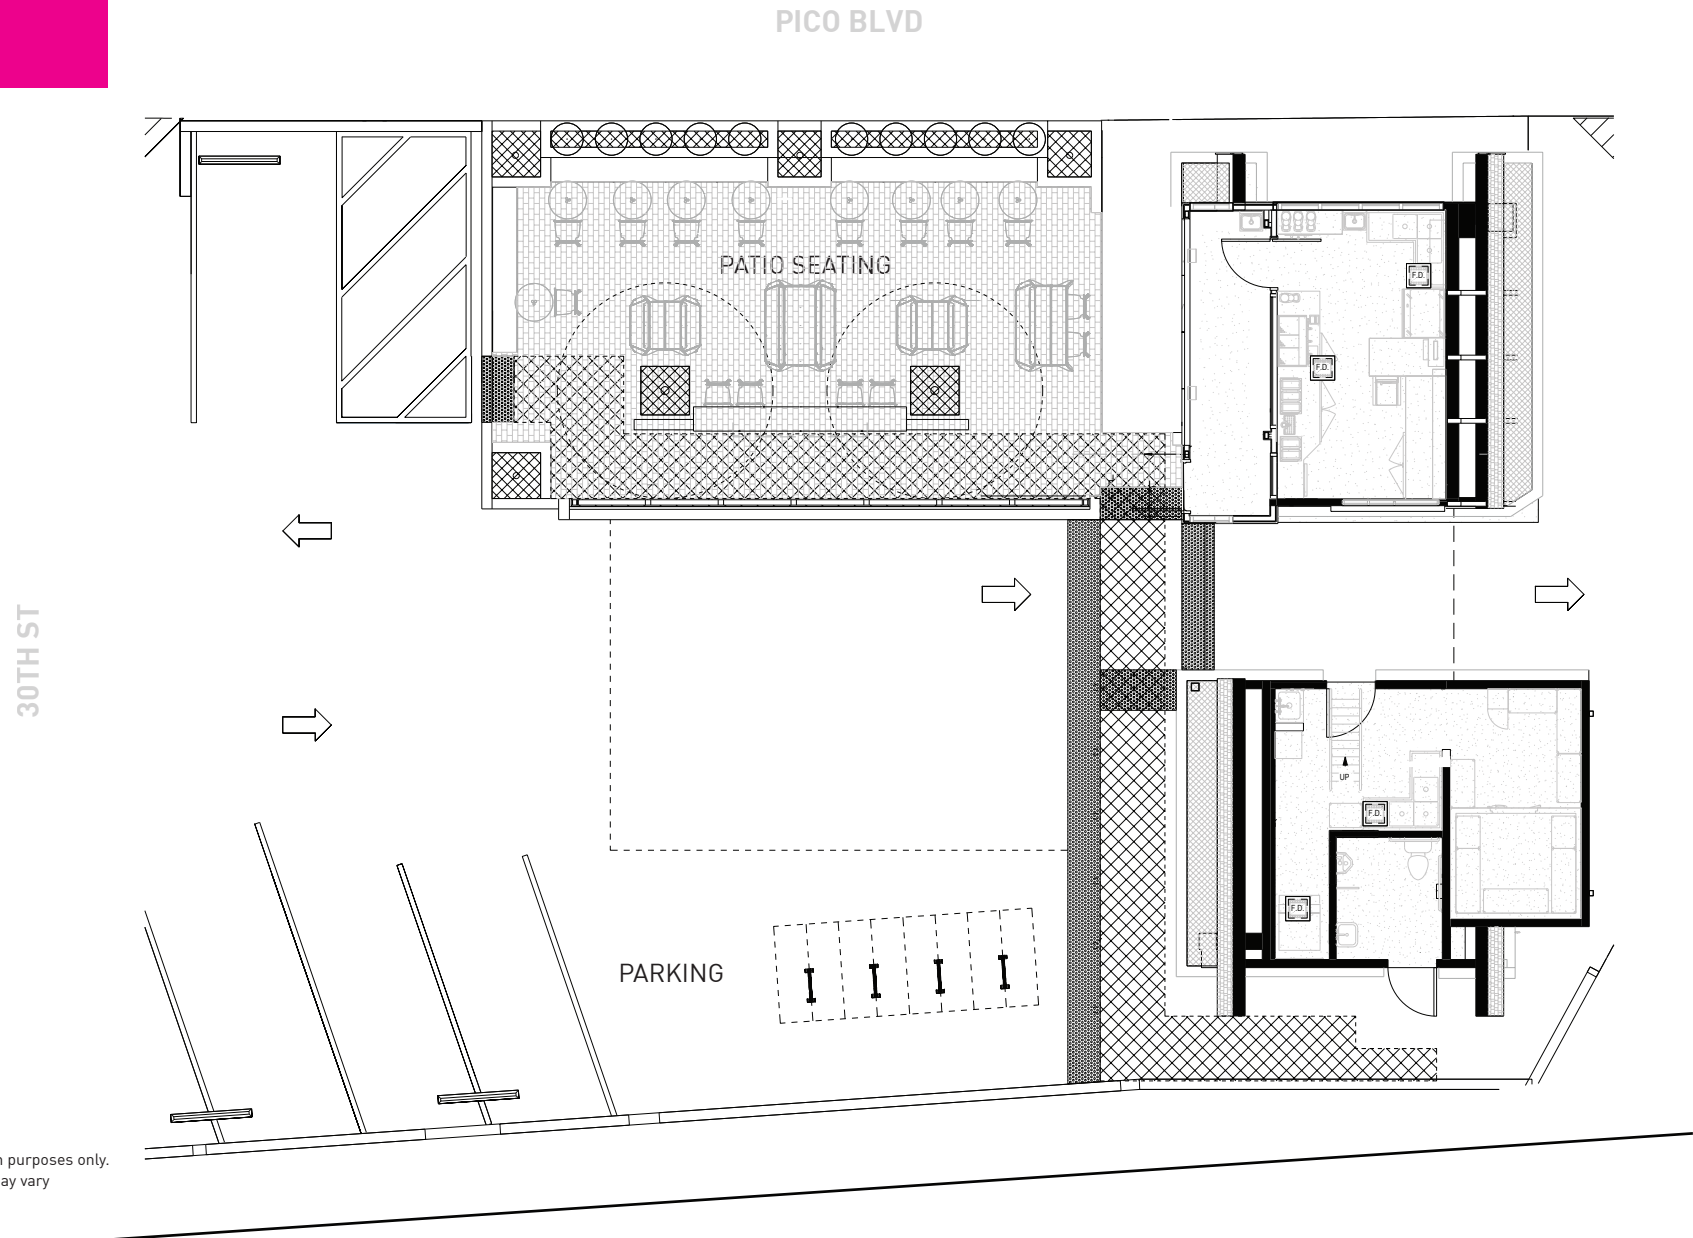 PICO BLVD
PATIO SEATING
F.D.
F.D.
30TH ST
UP
F.D.
F.D.
PARKING
purposes only.
ay vary